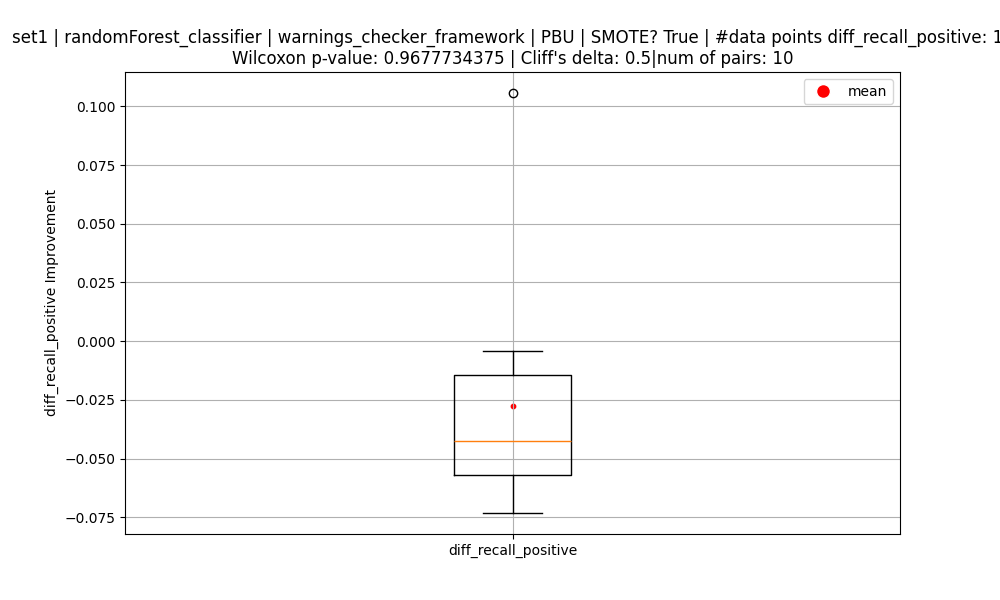 set1 | randomForest_classifier | warnings_checker_framework | PBU | SMOTE? True | #data points diff_recall_positive: 1
Wilcoxon p-value: 0.9677734375 | Cliff's delta: 0.5|num of pairs: 10
mean
0.100
0.075
0.050
0.025
0.000
−0.025
−0.050
−0.075
diff_recall_positive Improvement
diff_recall_positive